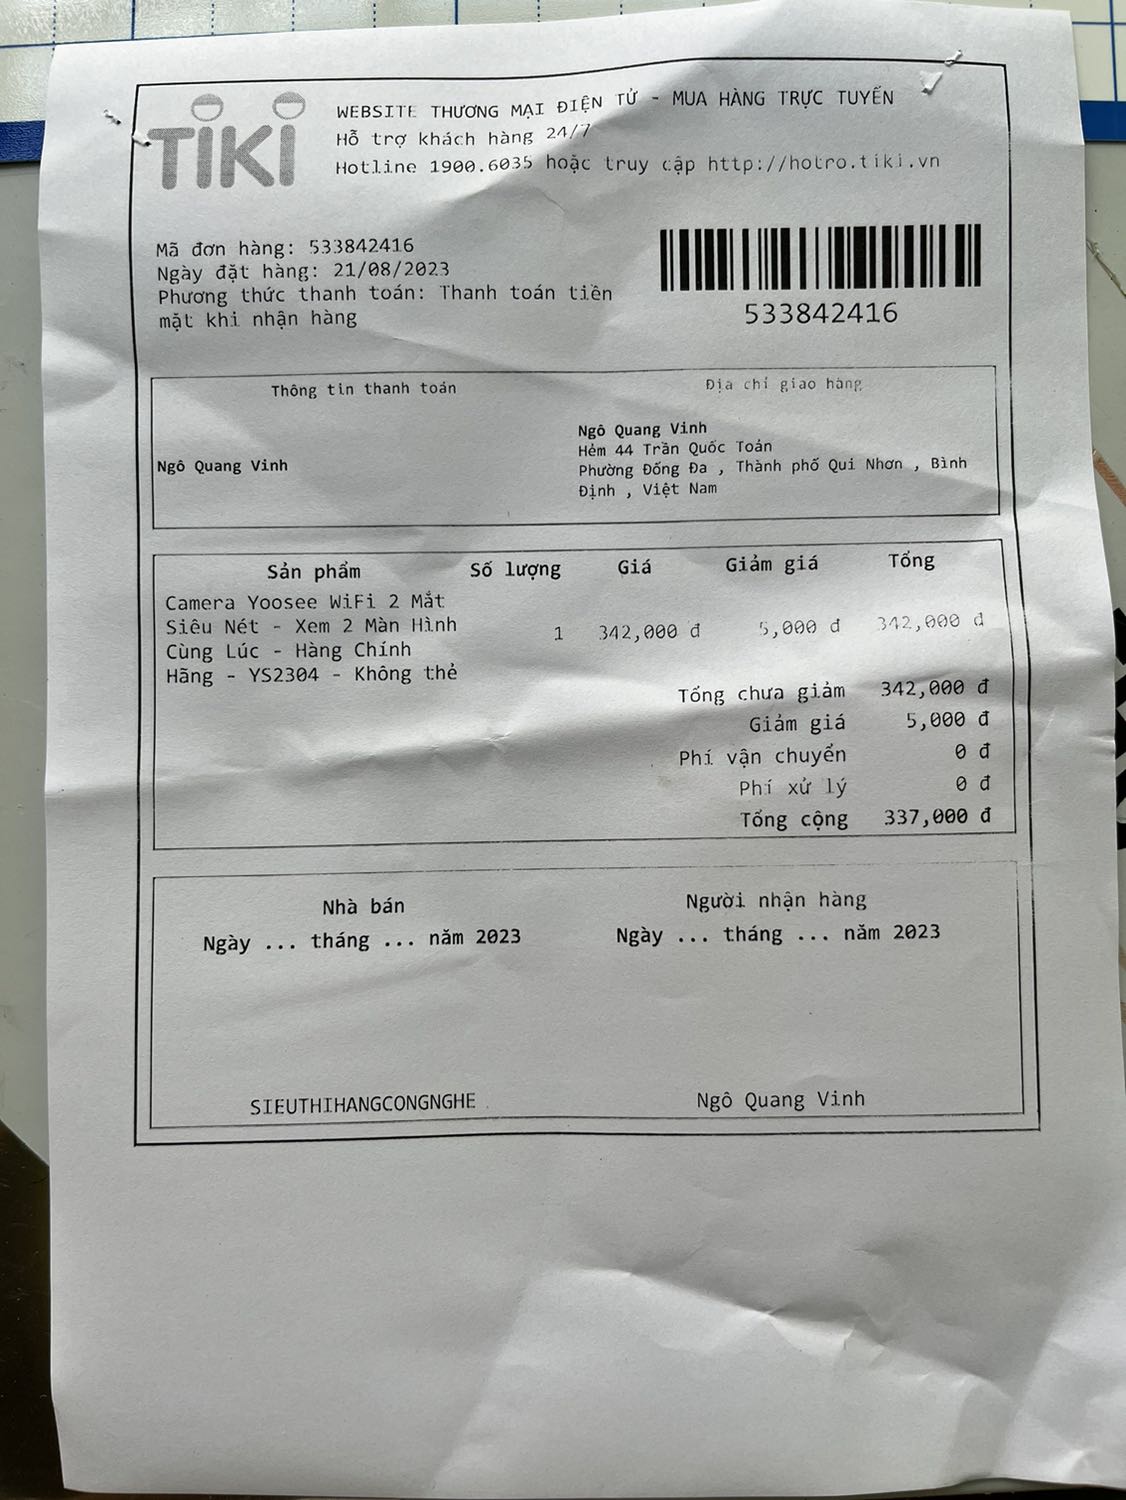 TIKI
WEBSITE THƯƠNG MẠI ĐIỆN TỬ - MUA HÀNG TRỰC TUYẾN
Hỗ trợ khách hàng 24/7
Hotline 1900.6035 hoặc truy cập http://hotro.tiki.vn
Mã đơn hàng: 533842416
Ngày đặt hàng: 21/08/2023
Phương thức thanh toán: Thanh toán tiền
mặt khi nhận hàng
533842416
Thông tin thanh toán
Ngô Quang Vinh
Địa chỉ giao hàng
Ngô Quang Vinh
Hẻm 44 Trần Quốc Toản
Phường Đống Đa , Thành phố Qui Nhơn , Bình
Định , Việt Nam
Sản phẩm Số lượng Giá Giảm giá Tổng
Camera Yoosee WiFi 2 Mắt
Siêu Nét - Xem 2 Màn Hình
Cùng Lúc - Hàng Chính
Hãng - YS2304 - Không thẻ
1 342,000 đ 5,000 đ 342,000 đ
Tổng chưa giảm 342,000 đ
Giảm giá 5,000 đ
Phí vận chuyển 0 đ
Phí xử lý 0 đ
Tổng cộng 337,000 đ
Nhà bán
Ngày ... tháng ... năm 2023
SIEUTHIHANGCONGNGHE
Người nhận hàng
Ngày ... tháng ... năm 2023
Ngô Quang Vinh